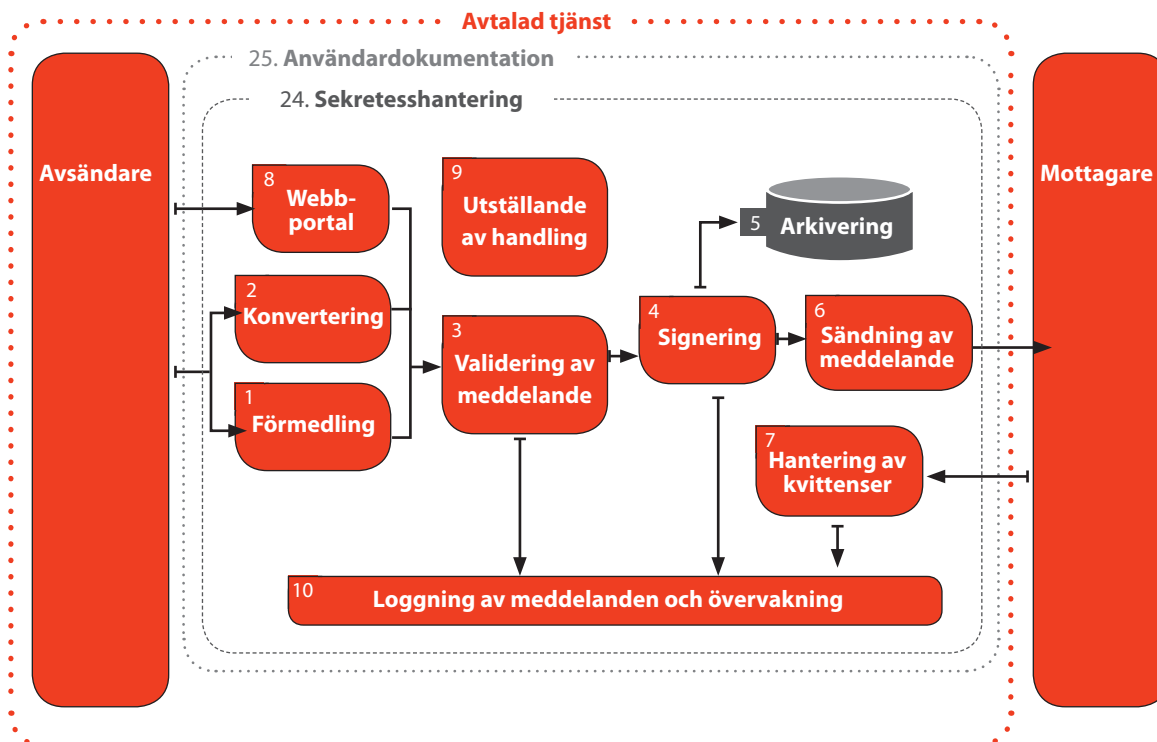 Avtalad tjänst
25. Användardokumentation
24. Sekretesshantering
Avsändare
Mottagare
8
Webb-
portal
9
Utställande
av handling
5
Arkivering
2
Konvertering
3
Validering av
meddelande
4
Signering
6
Sändning av
meddelande
1
Förmedling
7
Hantering av
kvittenser
10
Loggning av meddelanden och övervakning